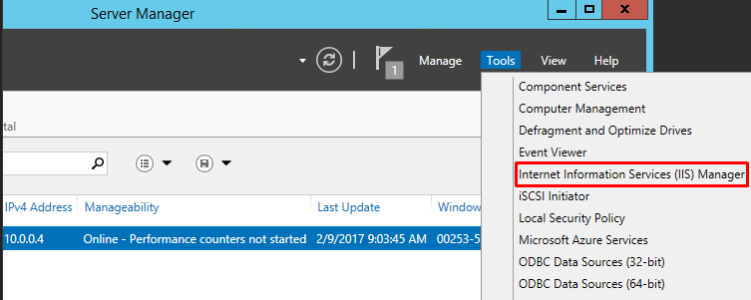 Server Manager
1 Manage Tools View Help
Component Services
Computer Management
Defragment and Optimize Drives
Event Viewer
Internet Information Services (IIS) Manager
iSCSI Initiator
Local Security Policy
Microsoft Azure Services
ODBC Data Sources (32-bit)
ODBC Data Sources (64-bit)
tal
IPv4 Address Manageability Last Update Window
10.0.0.4 Online - Performance counters not started 2/9/2017 9:03:45 AM 00253-5